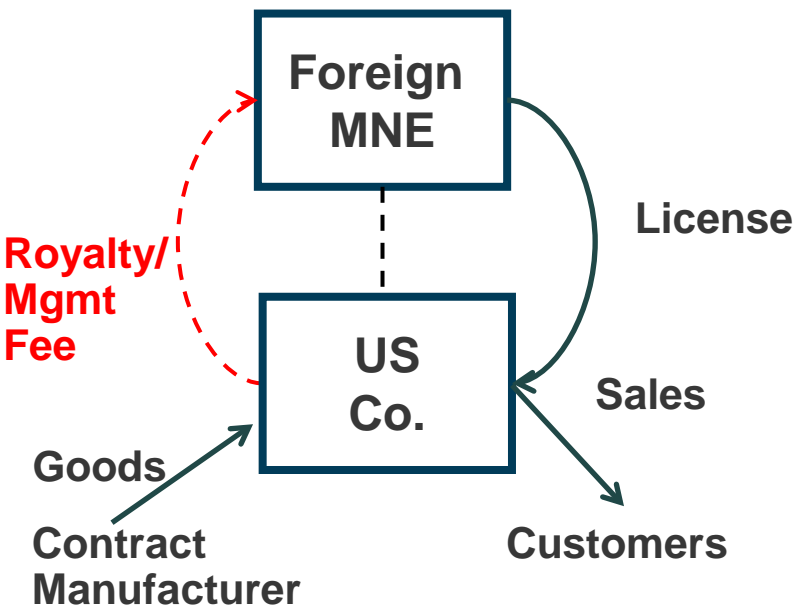 Foreign
MNE
License
Royalty/
Mgmt
Fee
US
Co.
Sales
Goods
Contract
Manufacturer
Customers